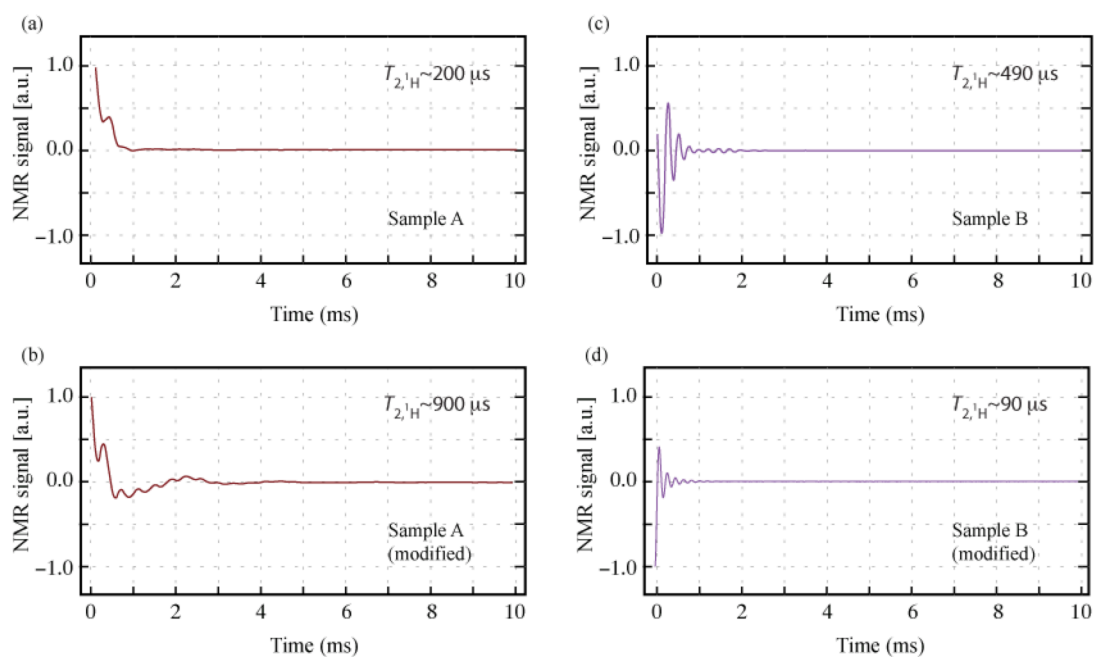 (a)
NMR signal [a.u.]
1.0
0.0
−1.0
T2,1H~200 µs
Sample A
0 2 4 6 8 10
Time (ms)
(c)
NMR signal [a.u.]
1.0
0.0
−1.0
T2,1H~490 µs
Sample B
0 2 4 6 8 10
Time (ms)
(b)
NMR signal [a.u.]
1.0
0.0
−1.0
T2,1H~900 µs
Sample A
(modified)
0 2 4 6 8 10
Time (ms)
(d)
NMR signal [a.u.]
1.0
0.0
−1.0
T2,1H~90 µs
Sample B
(modified)
0 2 4 6 8 10
Time (ms)